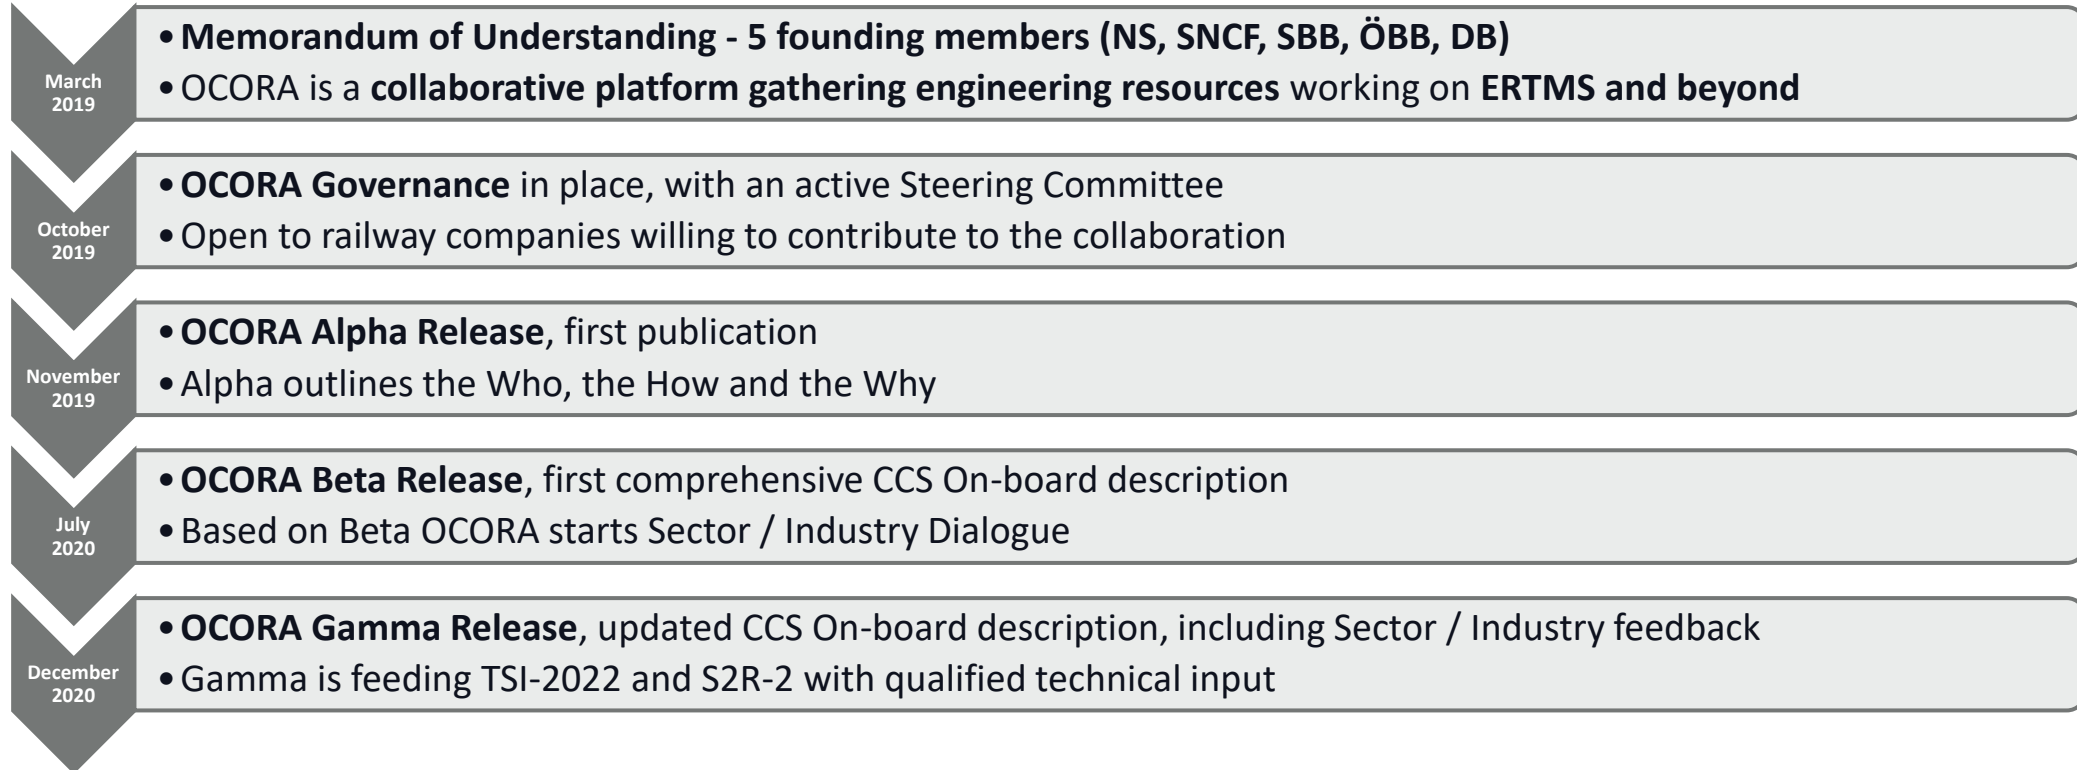 March
2019
• Memorandum of Understanding - 5 founding members (NS, SNCF, SBB, ÖBB, DB)
• OCORA is a collaborative platform gathering engineering resources working on ERTMS and beyond
October
2019
• OCORA Governance in place, with an active Steering Committee
• Open to railway companies willing to contribute to the collaboration
November
2019
• OCORA Alpha Release, first publication
• Alpha outlines the Who, the How and the Why
July
2020
• OCORA Beta Release, first comprehensive CCS On-board description
• Based on Beta OCORA starts Sector / Industry Dialogue
December
2020
• OCORA Gamma Release, updated CCS On-board description, including Sector / Industry feedback
• Gamma is feeding TSI-2022 and S2R-2 with qualified technical input